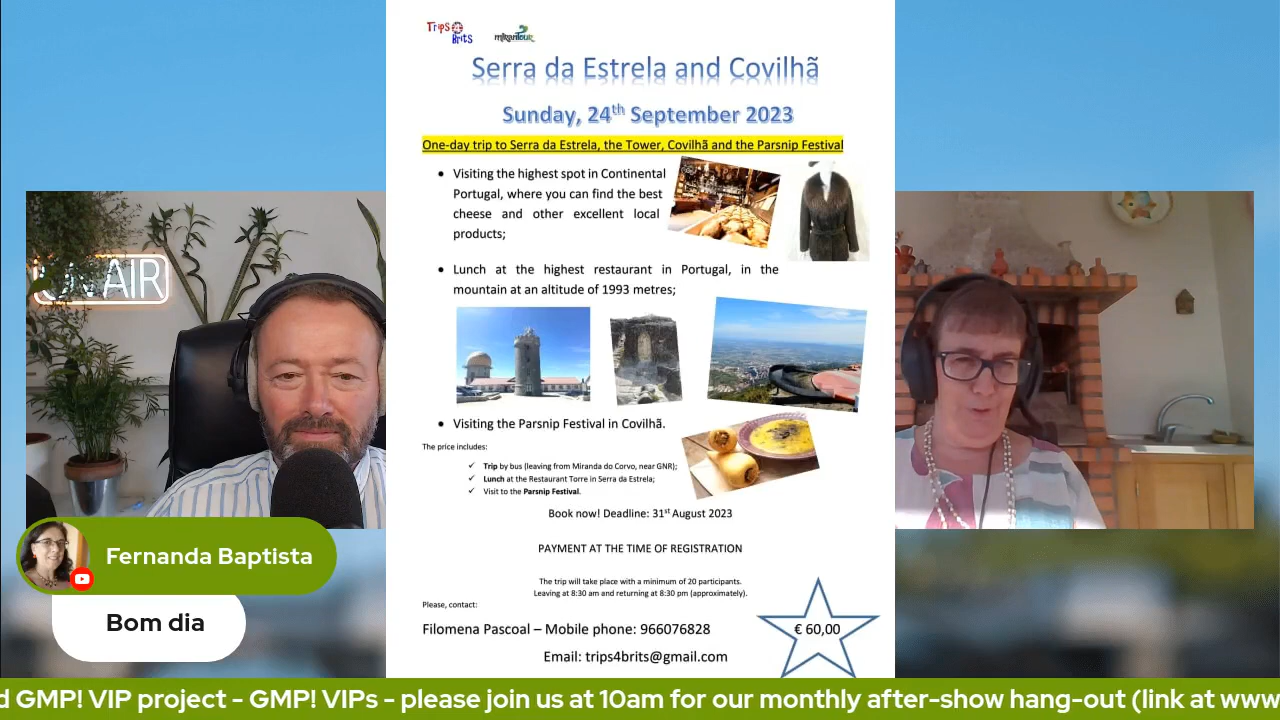 Trips
Brits
mirantour
Serra da Estrela and Covilhã
Sunday, 24th September 2023
One-day trip to Serra da Estrela, the Tower, Covilhã and the Parsnip Festival
• Visiting the highest spot in Continental
Portugal, where you can find the best
cheese and other excellent local
products;
• Lunch at the highest restaurant in Portugal, in the
mountain at an altitude of 1993 metres;
ON AIR
• Visiting the Parsnip Festival in Covilhã.
The price includes:
✓ Trip by bus (leaving from Miranda do Corvo, near GNR);
✓ Lunch at the Restaurant Torre in Serra da Estrela;
✓ Visit to the Parsnip Festival.
Book now! Deadline: 31st August 2023
PAYMENT AT THE TIME OF REGISTRATION
The trip will take place with a minimum of 20 participants.
Leaving at 8:30 am and returning at 8:30 pm (approximately).
Please, contact:
Filomena Pascoal – Mobile phone: 966076828
€ 60,00
Email: trips4brits@gmail.com
Fernanda Baptista
Bom dia
d GMP! VIP project - GMP! VIPs - please join us at 10am for our monthly after-show hang-out (link at www